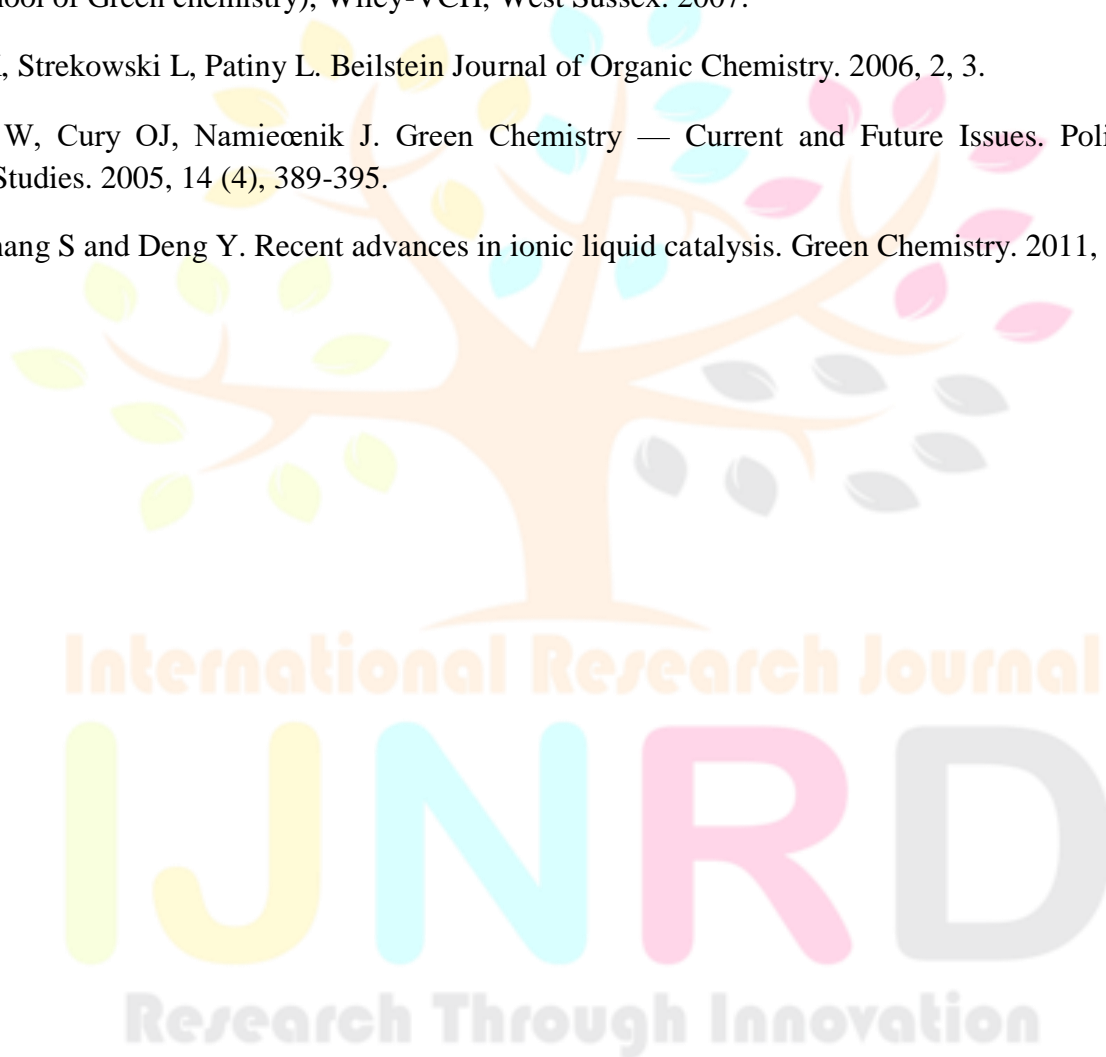 ool of Green chemistry), Wiley-VCH, West Sussex. 2007.
, Strekowski L, Patiny L. Beilstein Journal of Organic Chemistry. 2006, 2, 3.
W, Cury OJ, Namieœnik J. Green Chemistry — Current and Future Issues. Poli
Studies. 2005, 14 (4), 389-395.
ang S and Deng Y. Recent advances in ionic liquid catalysis. Green Chemistry. 2011,
International Research Journal
IJNRD
Research Through Innovation